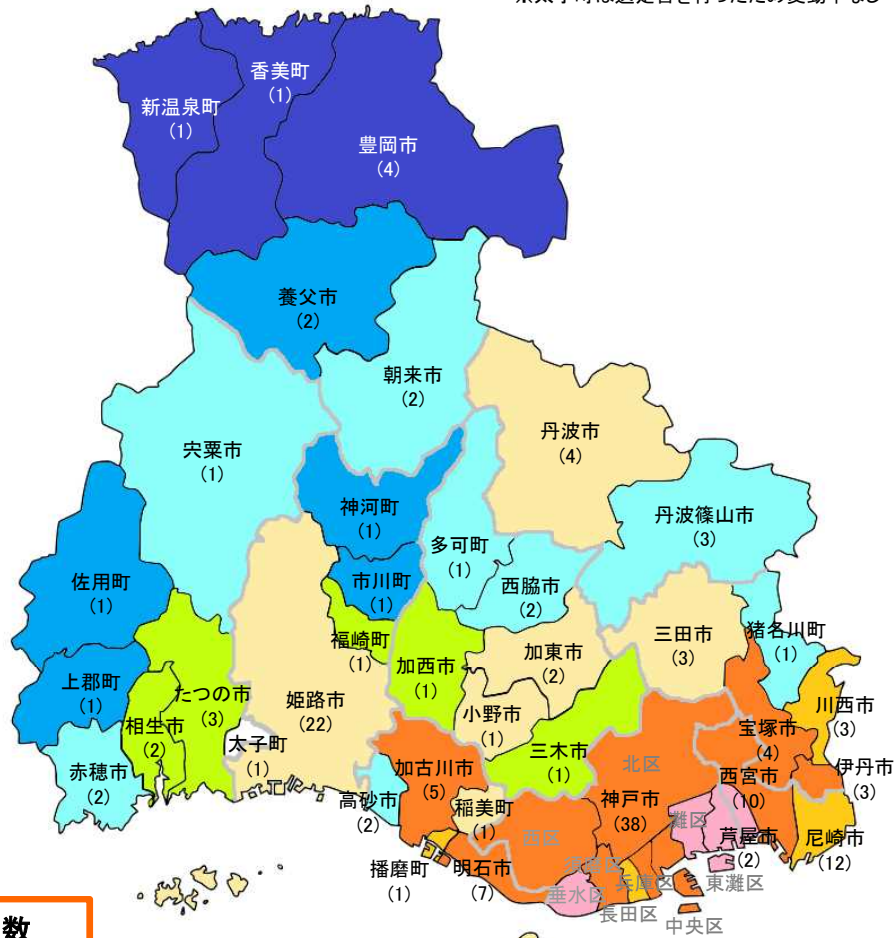 香美町
(1)
新温泉町
(1)
豊岡市
(4)
養父市
(2)
朝来市
(2)
丹波市
(4)
宍粟市
(1)
神河町
(1)
丹波篠山市
(3)
多可町
(1)
市川町
(1)
西脇市
(2)
佐用町
(1)
福崎町
(1)
加西市
(1)
加東市
(2)
三田市
(3)
猪名川町
(1)
上郡町
(1)
たつの市
(3)
相生市
(2)
姫路市
(22)
小野市
(1)
川西市
(3)
太子町
(1)
三木市
(1)
宝塚市
(4)
赤穂市
(2)
加古川市
(5)
北区
伊丹市
(3)
高砂市
(2)
稲美町
(1)
神戸市
(38)
西宮市
(10)
灘区
芦屋市
(2)
尼崎市
(12)
西区
播磨町
(1)
明石市
(7)
須磨区
兵庫区
東灘区
垂水区
長田区
中央区
数